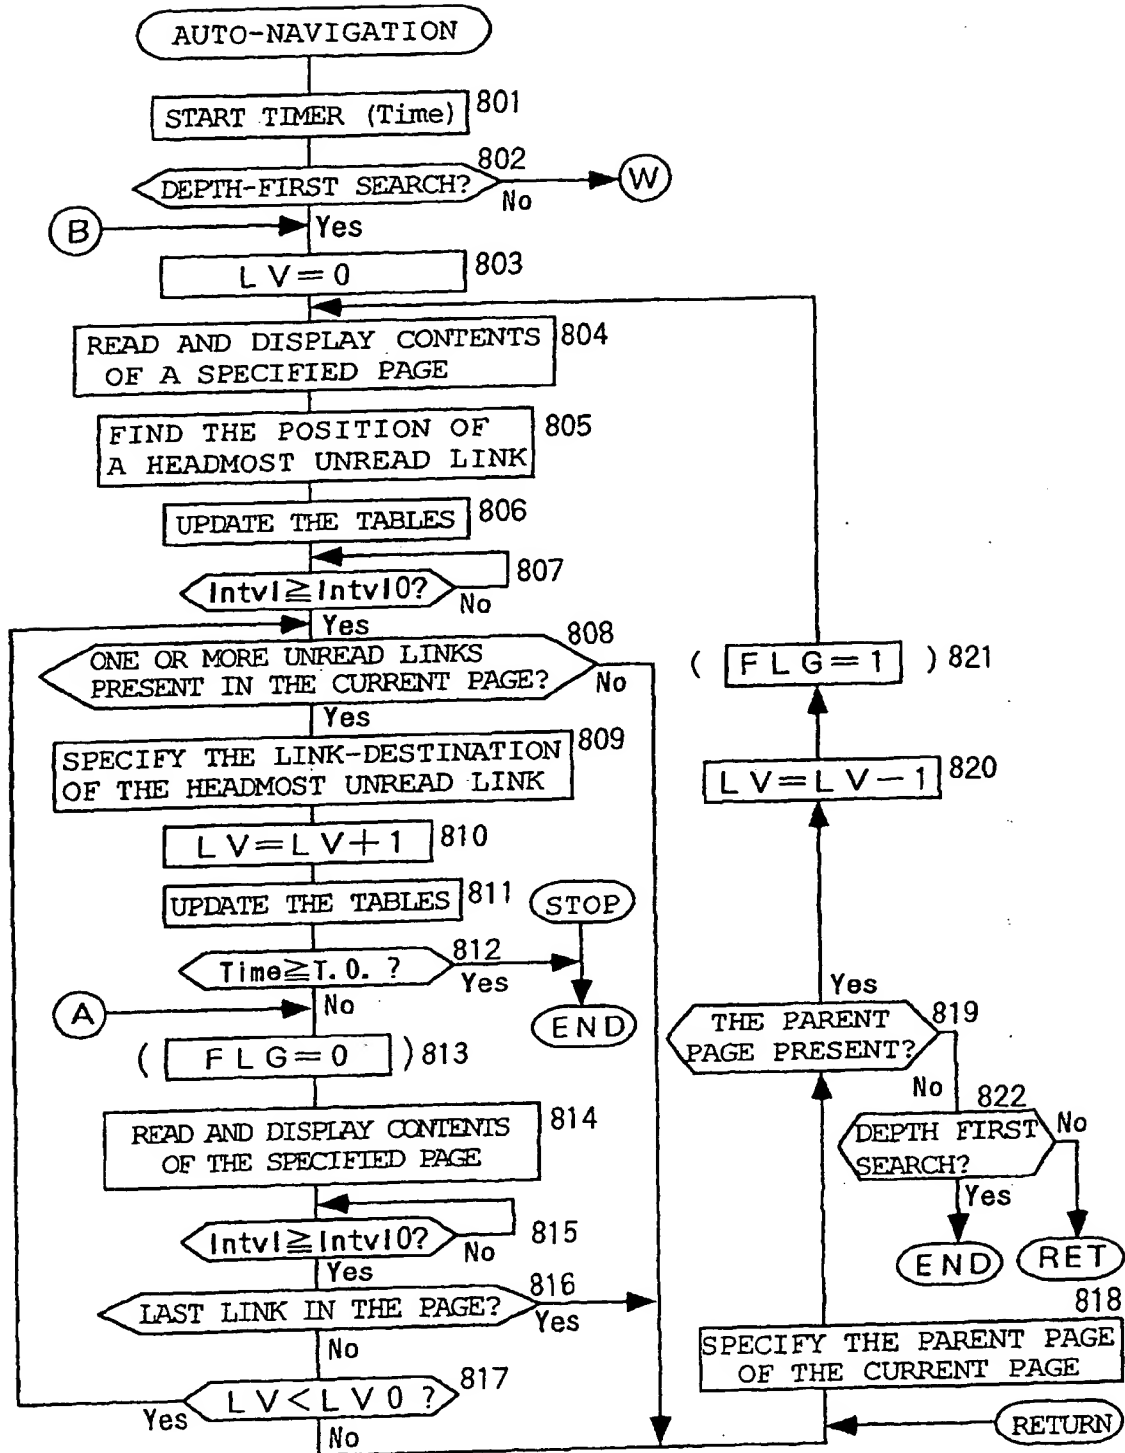 AUTO-NAVIGATION
START TIMER (Time)
801
DEPTH-FIRST SEARCH?
802
No
W
B
Yes
LV=0
803
READ AND DISPLAY CONTENTS
OF A SPECIFIED PAGE
804
FIND THE POSITION OF
A HEADMOST UNREAD LINK
805
UPDATE THE TABLES
806
Intvl≧Intvl0?
807
No
Yes
ONE OR MORE UNREAD LINKS
PRESENT IN THE CURRENT PAGE?
808
No
Yes
SPECIFY THE LINK-DESTINATION
OF THE HEADMOST UNREAD LINK
809
LV=LV+1
810
UPDATE THE TABLES
811
STOP
Time≧T.O. ?
812
Yes
END
No
A
( FLG=0 ) 813
READ AND DISPLAY CONTENTS
OF THE SPECIFIED PAGE
814
Intvl≧Intvl0?
No
815
Yes
LAST LINK IN THE PAGE?
816
Yes
No
LV<LV0 ?
817
Yes
No
( FLG=1 ) 821
LV=LV-1
820
Yes
THE PARENT
PAGE PRESENT?
819
No
822
DEPTH FIRST
SEARCH?
No
Yes
END
RET
818
SPECIFY THE PARENT PAGE
OF THE CURRENT PAGE
RETURN